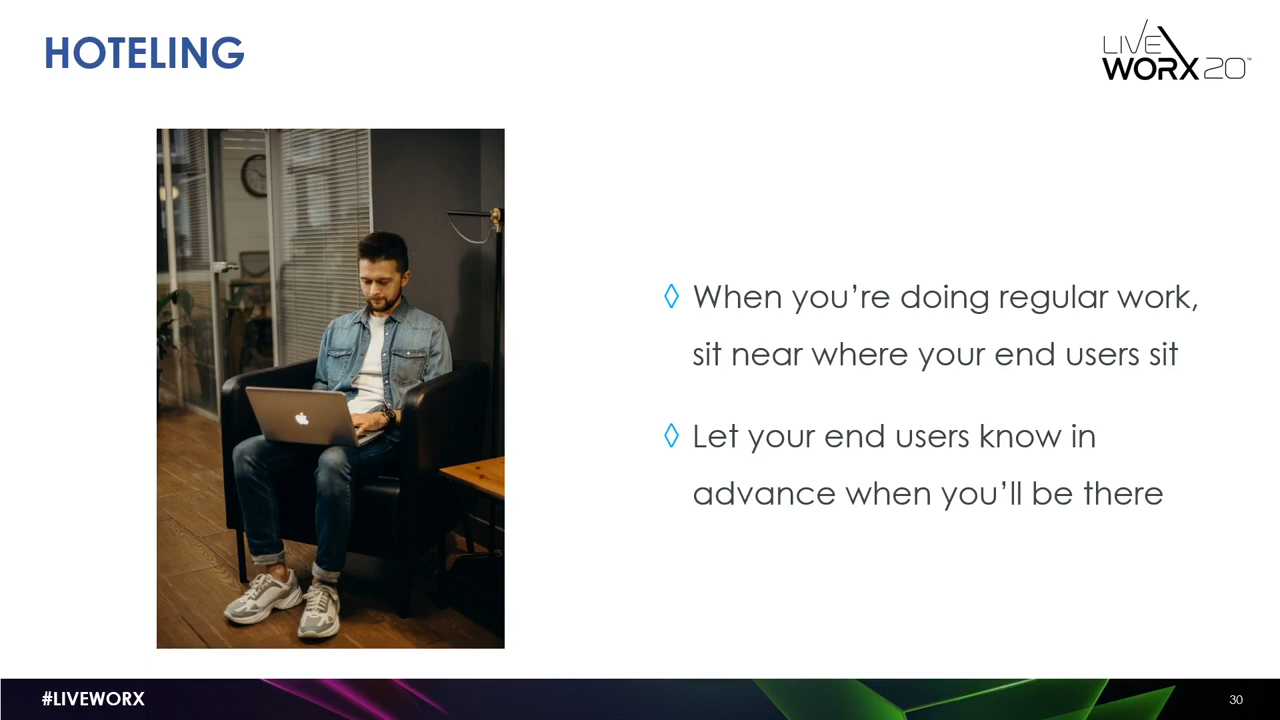 HOTELING
LIVE
WORX 20™
◊ When you’re doing regular work,
sit near where your end users sit
◊ Let your end users know in
advance when you’ll be there
#LIVEWORX
30